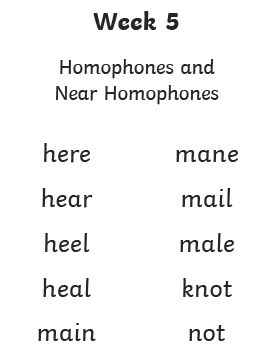 Week 5
Homophones and
Near Homophones
here
hear
heel
heal
main
mane
mail
male
knot
not